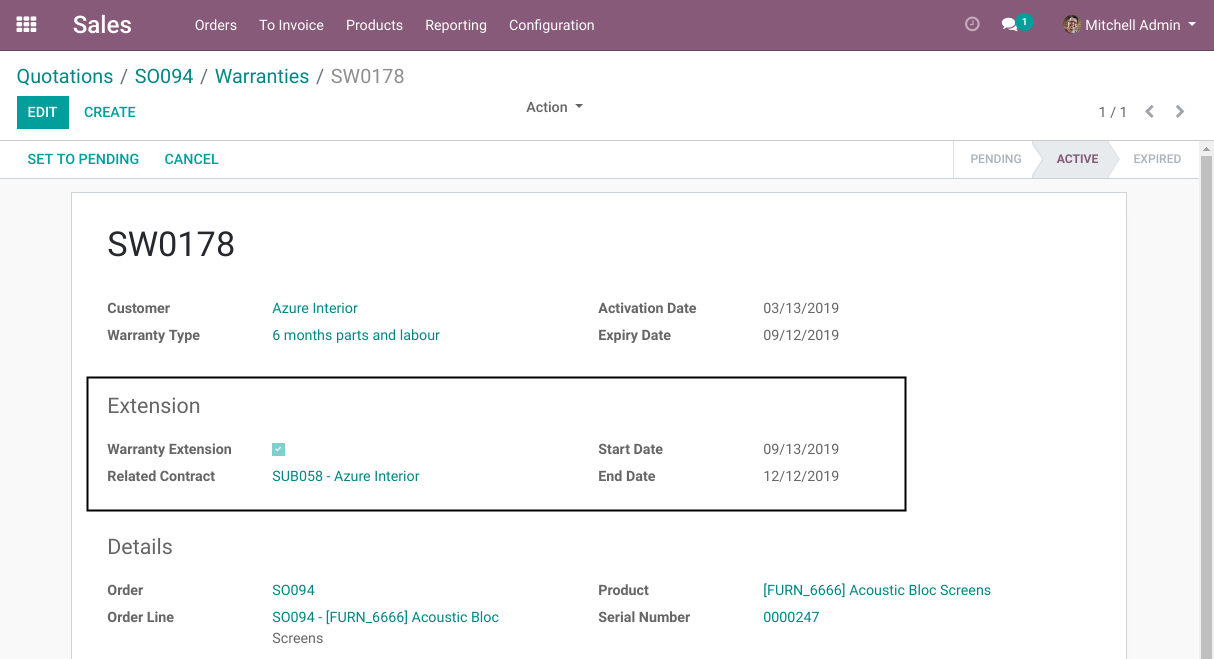 Sales Orders To Invoice Products Reporting Configuration 1 Mitchell Admin
Quotations / SO094 / Warranties / SW0178
EDIT CREATE Action 1 / 1
SET TO PENDING CANCEL PENDING ACTIVE EXPIRED
SW0178
Customer Azure Interior Activation Date 03/13/2019
Warranty Type 6 months parts and labour Expiry Date 09/12/2019
Extension
Warranty Extension Start Date 09/13/2019
Related Contract SUB058 - Azure Interior End Date 12/12/2019
Details
Order SO094 Product [FURN_6666] Acoustic Bloc Screens
Order Line SO094 - [FURN_6666] Acoustic Bloc Serial Number 0000247
Screens